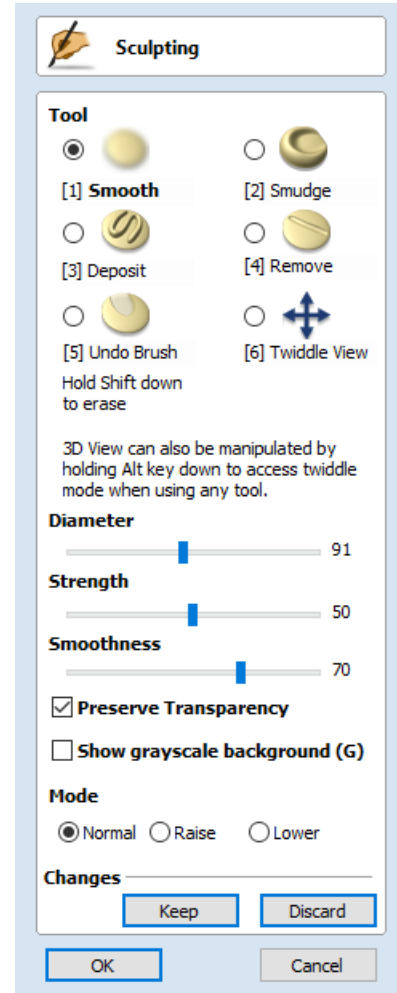 Sculpting
Tool
[1] Smooth
[2] Smudge
[3] Deposit
[4] Remove
[5] Undo Brush
[6] Twiddle View
Hold Shift down
to erase
3D View can also be manipulated by
holding Alt key down to access twiddle
mode when using any tool.
Diameter
91
Strength
50
Smoothness
70
Preserve Transparency
Show grayscale background (G)
Mode
Normal
Raise
Lower
Changes
Keep
Discard
OK
Cancel